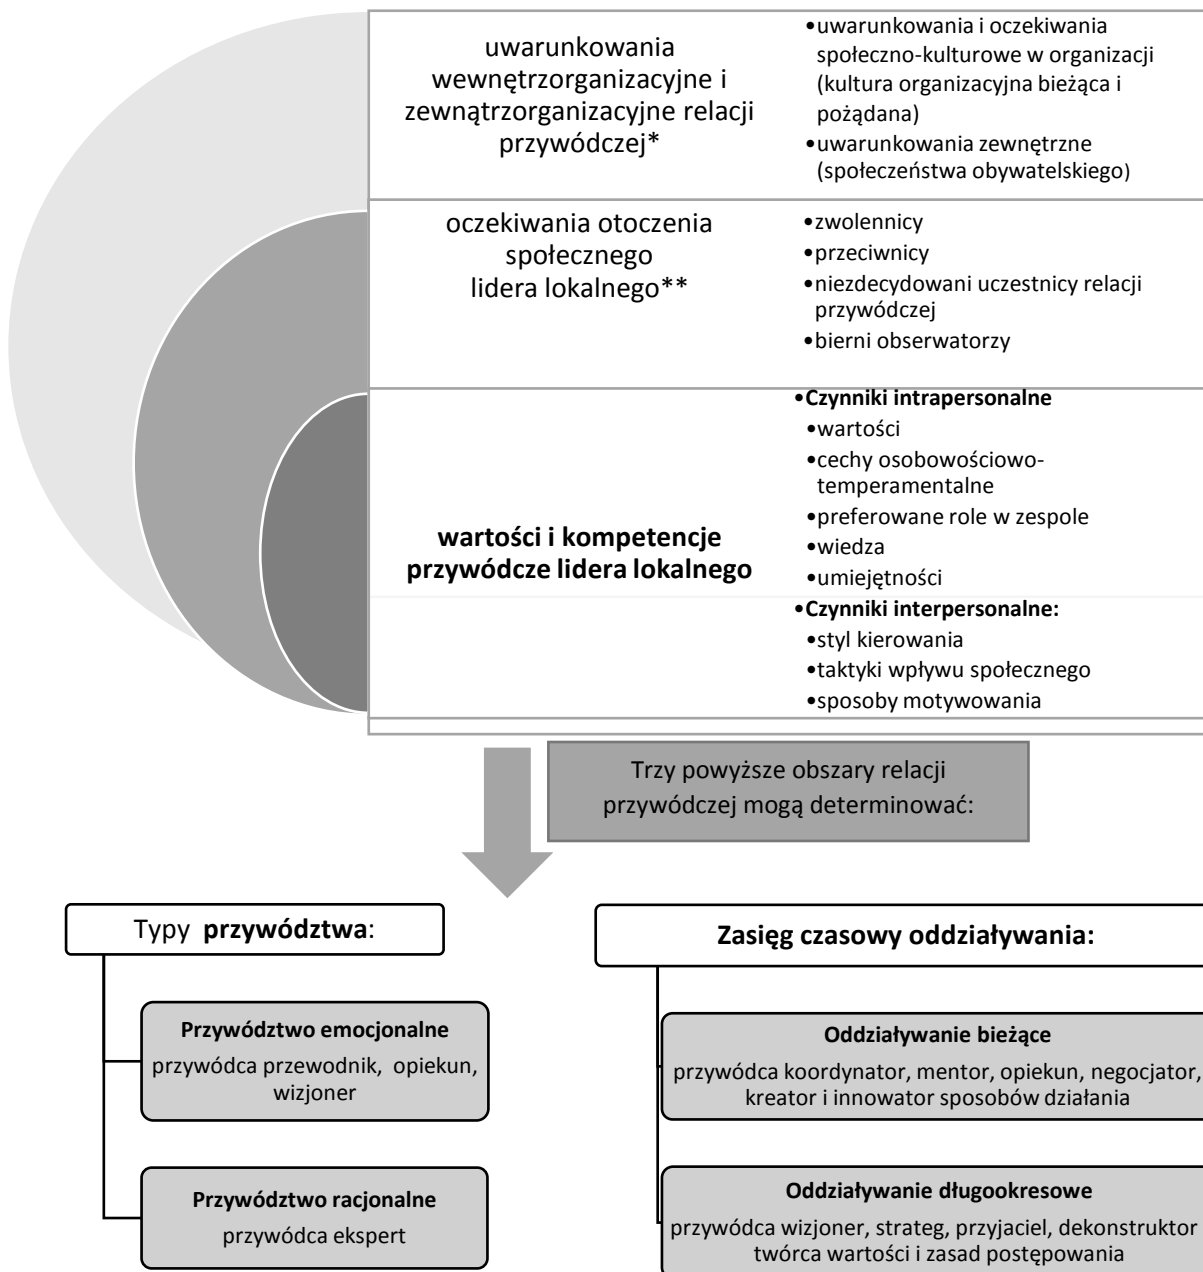 uwarunkowania
wewnętrzorganizacyjne i
zewnątrzorganizacyjne relacji
przywódczej*
•uwarunkowania i oczekiwania
społeczno-kulturowe w organizacji
(kultura organizacyjna bieżąca i
pożądana)
•uwarunkowania zewnętrzne
(społeczeństwa obywatelskiego)
oczekiwania otoczenia
społecznego
lidera lokalnego**
•zwolennicy
•przeciwnicy
•niezdecydowani uczestnicy relacji
przywódczej
•bierni obserwatorzy
wartości i kompetencje
przywódcze lidera lokalnego
•Czynniki intrapersonalne
•wartości
•cechy osobowościowo-
temperamentalne
•preferowane role w zespole
•wiedza
•umiejętności
•Czynniki interpersonalne:
•styl kierowania
•taktyki wpływu społecznego
•sposoby motywowania
Trzy powyższe obszary relacji
przywódczej mogą determinować:
Typy przywództwa:
Przywództwo emocjonalne
przywódca przewodnik, opiekun,
wizjoner
Przywództwo racjonalne
przywódca ekspert
Zasięg czasowy oddziaływania:
Oddziaływanie bieżące
przywódca koordynator, mentor, opiekun, negocjator,
kreator i innowator sposobów działania
Oddziaływanie długookresowe
przywódca wizjoner, strateg, przyjaciel, dekonstruktor
twórca wartości i zasad postępowania